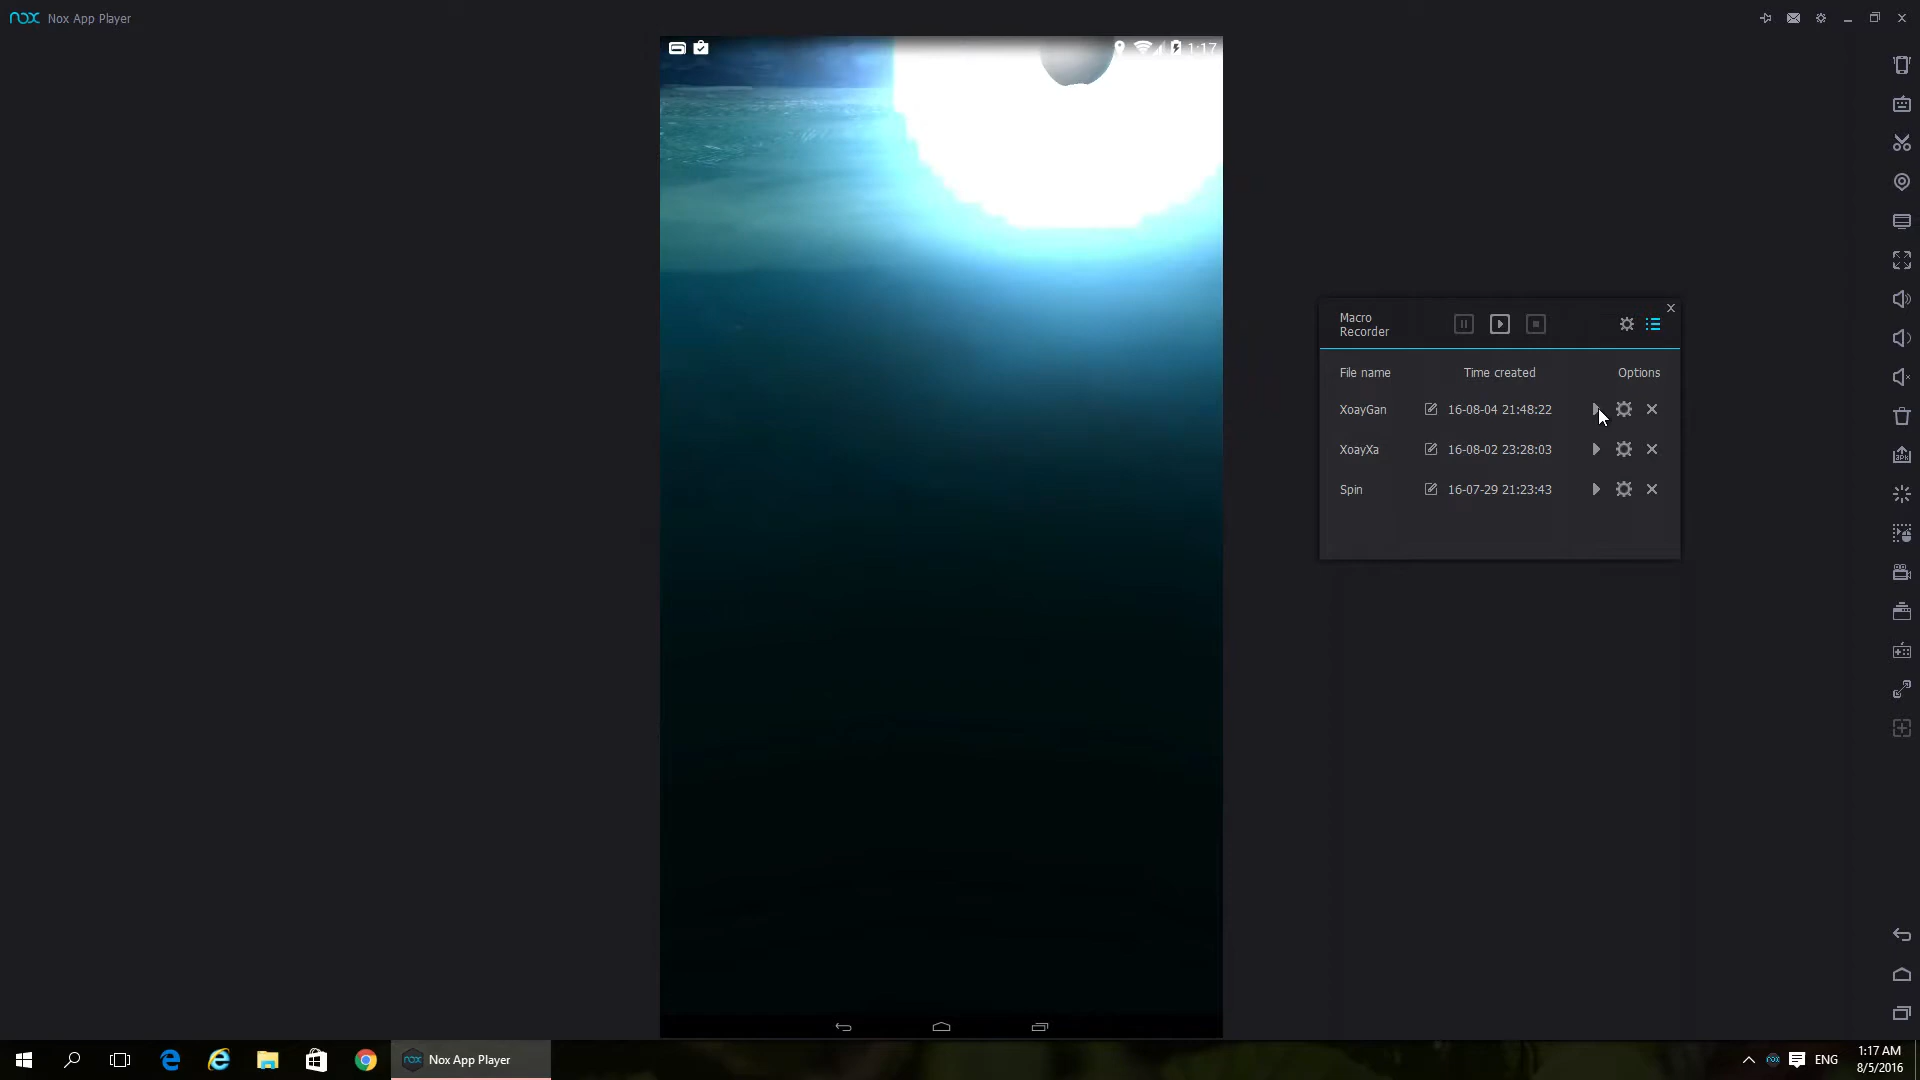 nox Nox App Player
1:17
Macro
Recorder
File name Time created Options
XoayGan 16-08-04 21:48:22
XoayXa 16-08-02 23:28:03
Spin 16-07-29 21:23:43
nox Nox App Player
ENG
1:17 AM
8/5/2016